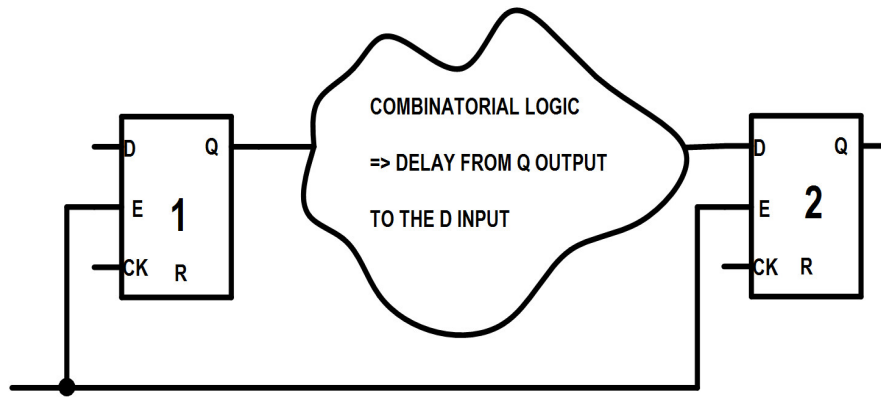 COMBINATORIAL LOGIC
=> DELAY FROM Q OUTPUT
TO THE D INPUT
D Q
E 1
CK R
D Q
E 2
CK R